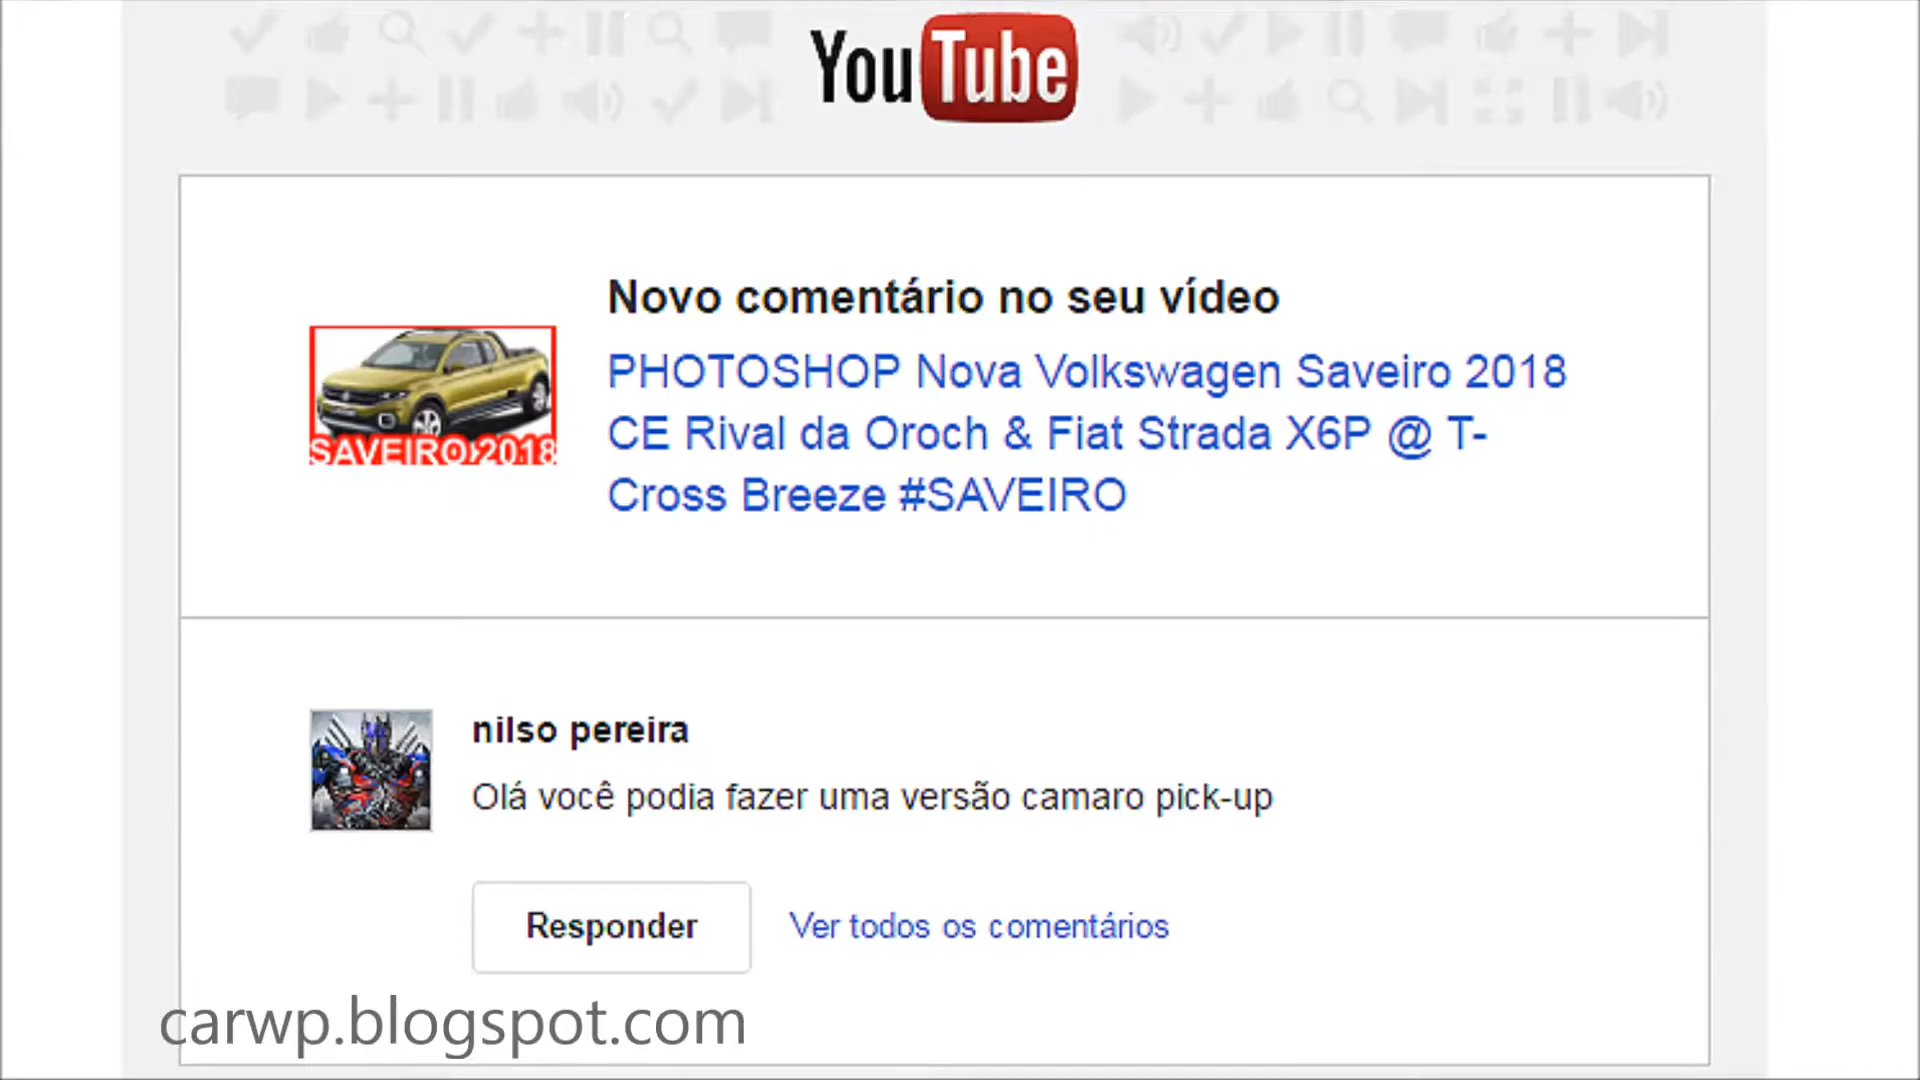 YouTube
Novo comentário no seu vídeo
PHOTOSHOP Nova Volkswagen Saveiro 2018
CE Rival da Oroch & Fiat Strada X6P @ T-
Cross Breeze #SAVEIRO
SAVEIRO 2018
nilso pereira
Olá você podia fazer uma versão camaro pick-up
Responder
Ver todos os comentários
carwp.blogspot.com